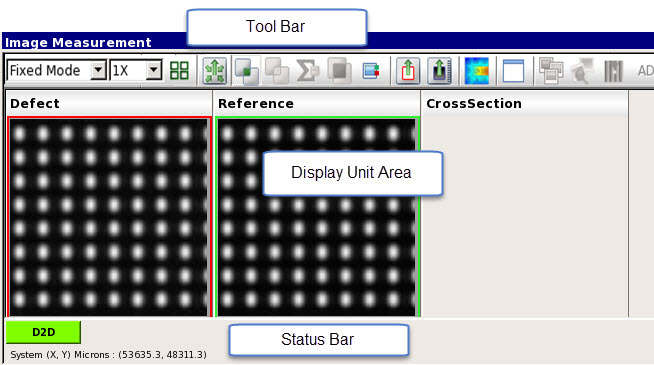 Tool Bar
Image Measurement
Fixed Mode 1X AD
Defect Reference CrossSection
Display Unit Area
D2D
Status Bar
System (X, Y) Microns : (53635.3, 48311.3)